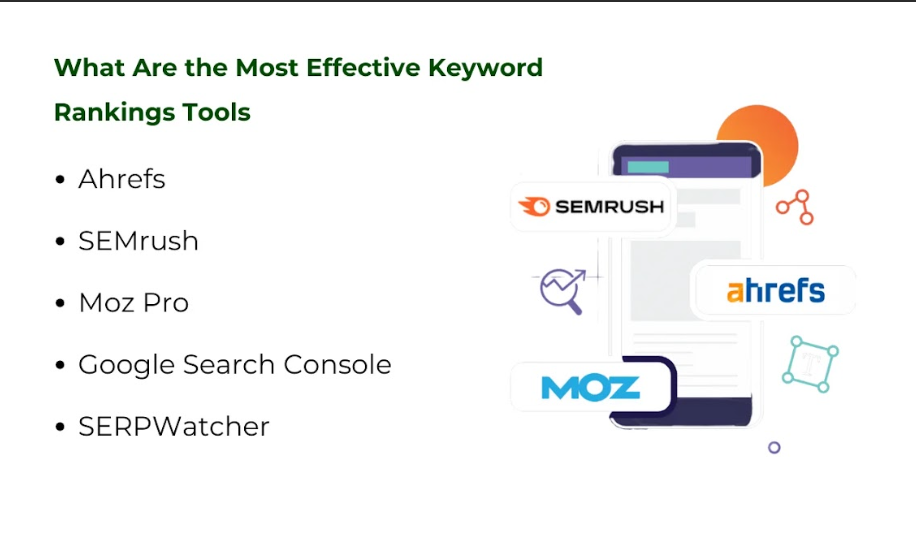 What Are the Most Effective Keyword
Rankings Tools
• Ahrefs
• SEMrush
• Moz Pro
• Google Search Console
• SERPWatcher
SEMRUSH
ahrefs
MOZ
T